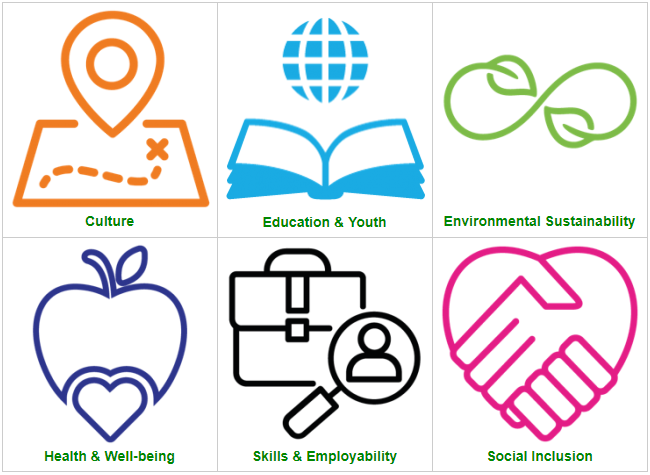 Culture
Education & Youth
Environmental Sustainability
Health & Well-being
Skills & Employability
Social Inclusion